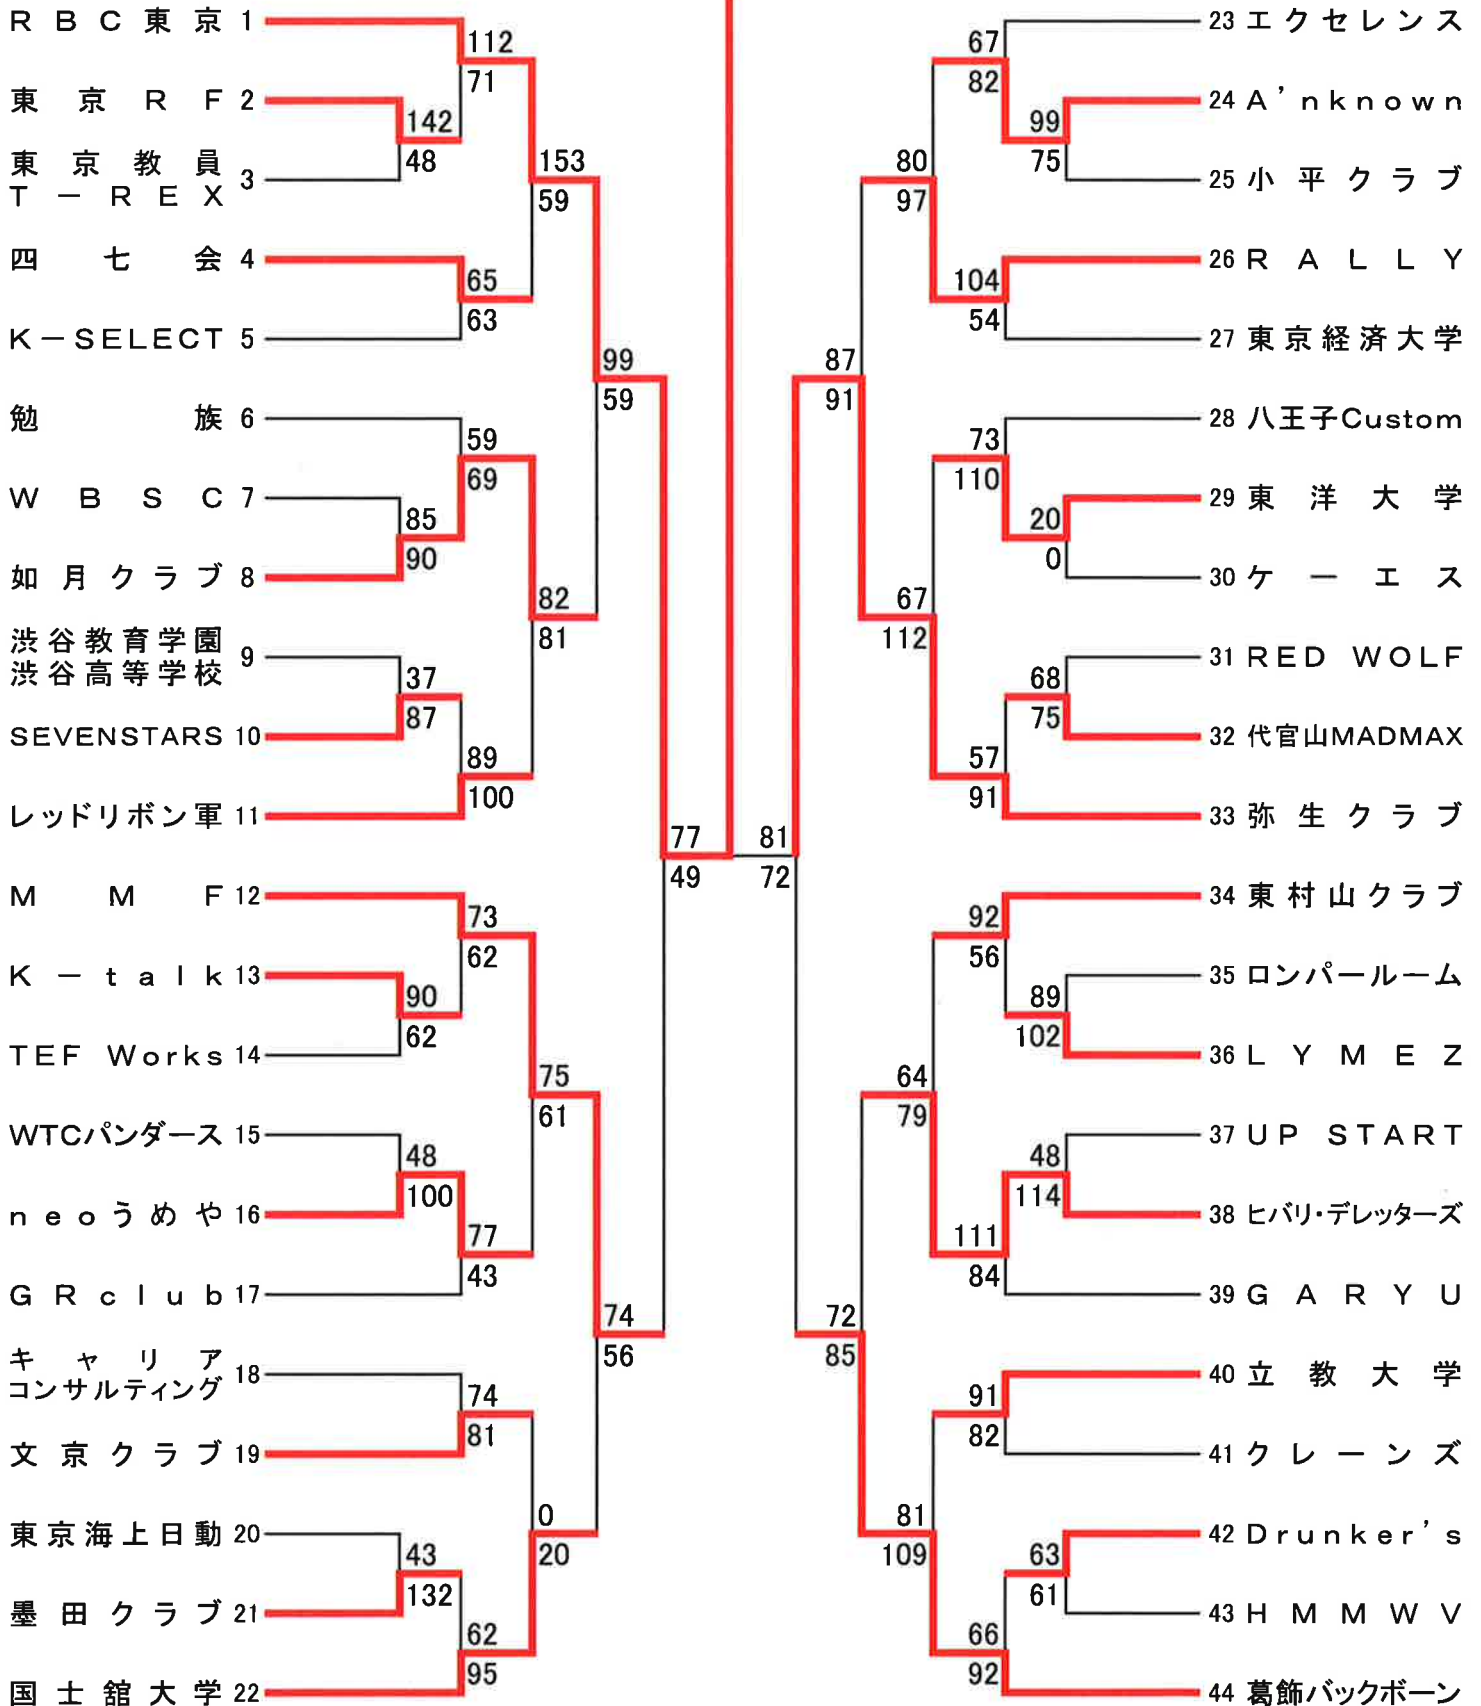 RBC東京 1
東京RF 2
東京教員
T－REX 3
四七会 4
K－SELECT 5
勉族 6
WBSC 7
如月クラブ 8
渋谷教育学園
渋谷高等学校 9
SEVENSTARS 10
レッドリボン軍 11
MMF 12
K－talk 13
TEF Works 14
WTCパンダース 15
neoうめや 16
GRclub 17
キャリア
コンサルティング 18
文京クラブ 19
東京海上日動 20
墨田クラブ 21
国士舘大学 22
112
71
142
48
153
59
65
63
99
59
59
69
85
90
82
81
37
87
89
100
77
49
73
62
90
62
75
61
48
100
77
43
74
56
74
81
0
20
43
132
62
95
67
82
99
75
80
97
104
54
87
91
73
110
20
0
67
112
68
75
57
91
81
72
92
56
89
102
64
79
48
114
111
84
72
85
91
82
81
109
63
61
66
92
23 エクセレンス
24 A'nknown
25 小平クラブ
26 RALLY
27 東京経済大学
28 八王子Custom
29 東洋大学
30 ケーエス
31 RED WOLF
32 代官山MADMAX
33 弥生クラブ
34 東村山クラブ
35 ロンパールーム
36 LYMEZ
37 UP START
38 ヒバリ・デレッターズ
39 GARYU
40 立教大学
41 クレーンズ
42 Drunker's
43 HMMWV
44 葛飾バックボーン